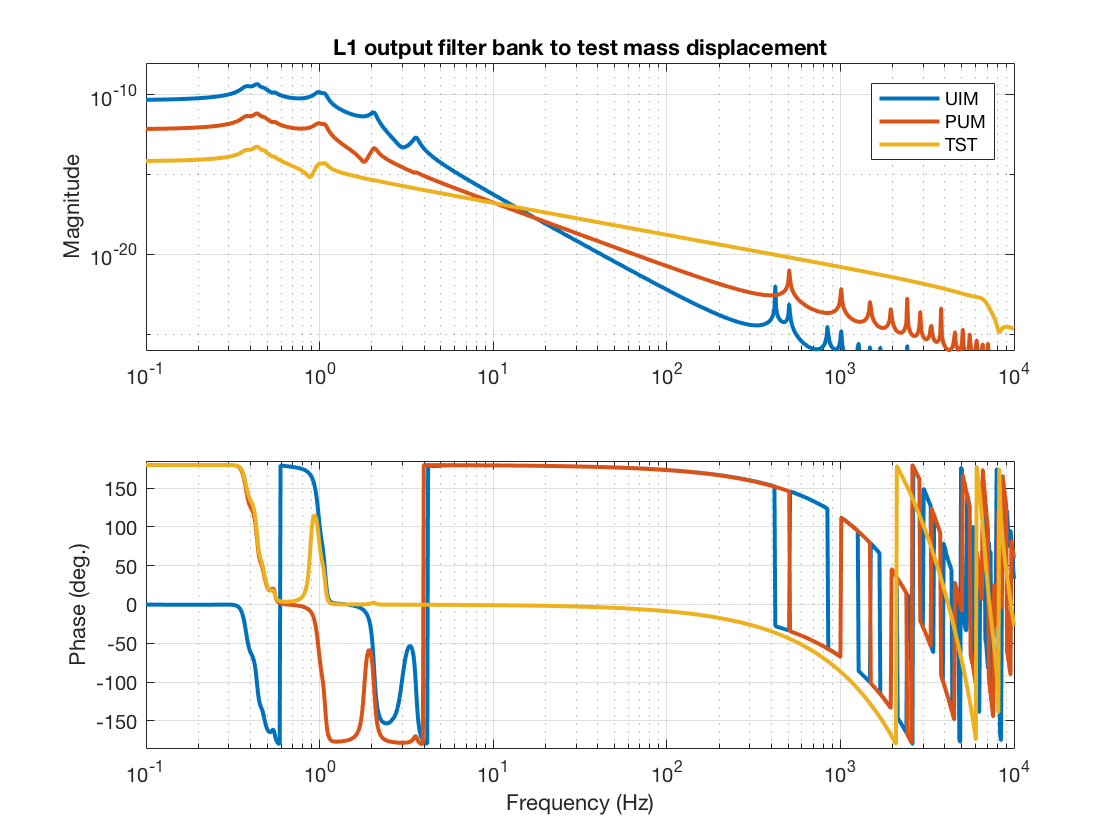 L1 output filter bank to test mass displacement
Magnitude
10^-10
10^-20
UIM
PUM
TST
10^-1 10^0 10^1 10^2 10^3 10^4
Phase (deg.)
150
100
50
0
-50
-100
-150
10^-1 10^0 10^1 10^2 10^3 10^4
Frequency (Hz)